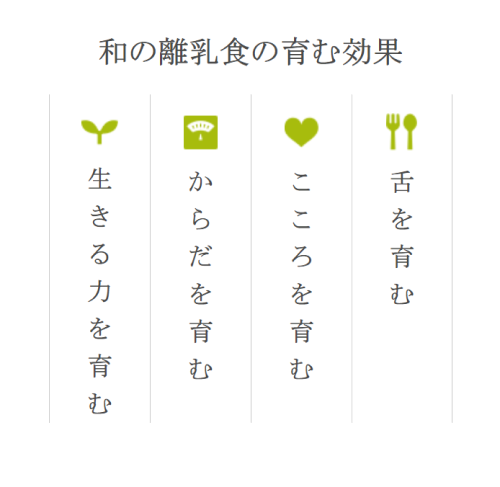 和の離乳食の育む効果
舌を育む
こころを育む
からだを育む
生きる力を育む